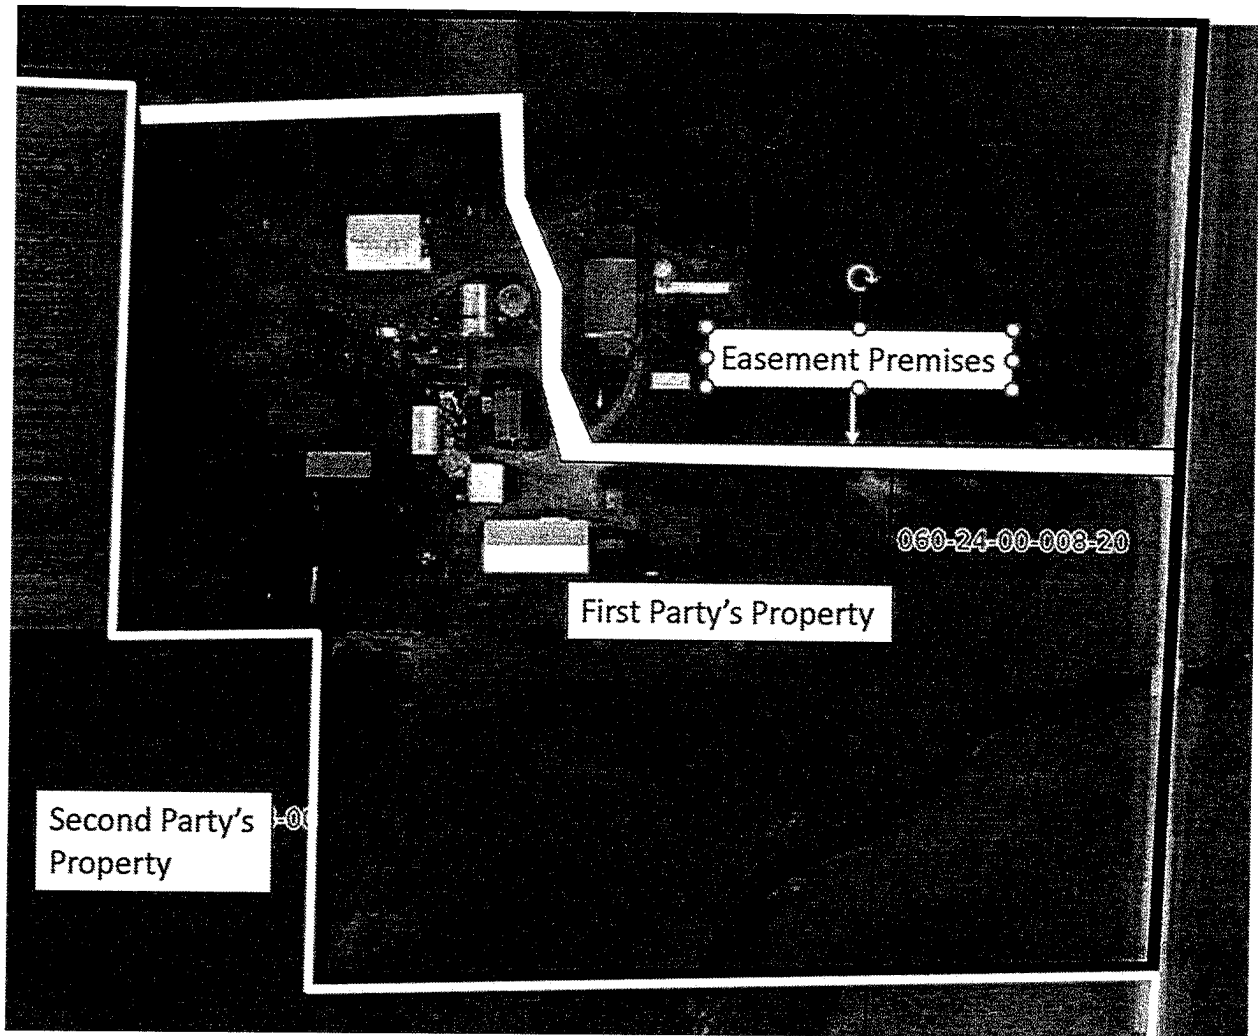 Easement Premises
060-24-00-008-20
First Party's Property
Second Party's
Property